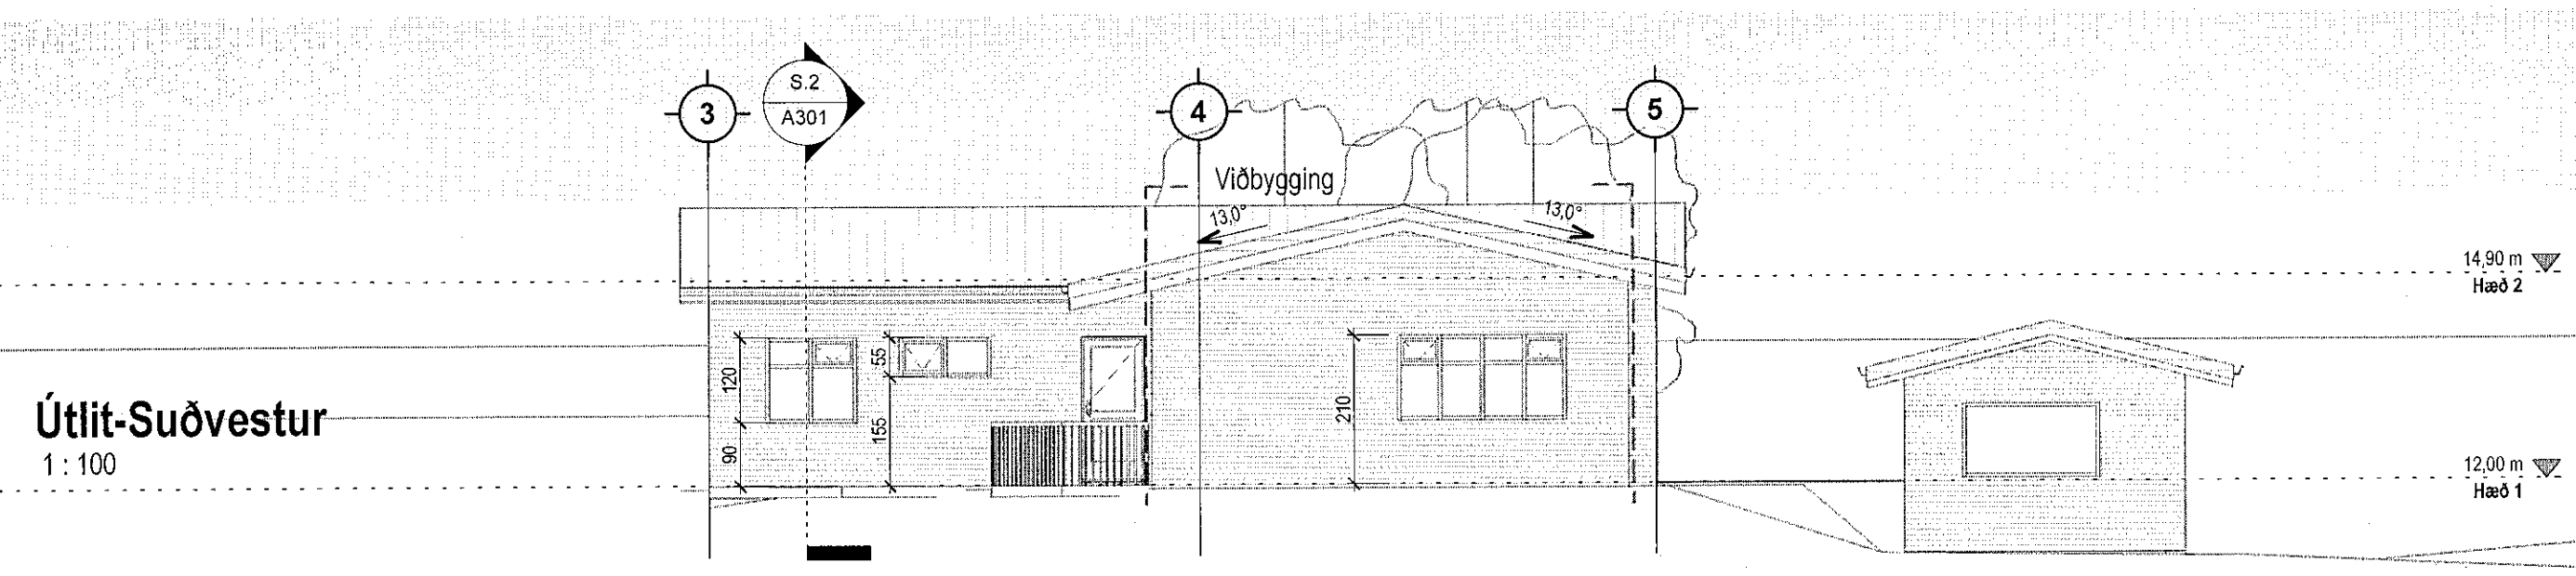 S.2
A301
3
4
5
Viðbygging
13,0°
13,0°
14,90 m
Hæð 2
120
55
210
Útlit-Suðvestur
1 : 100
90
155
12,00 m
Hæð 1